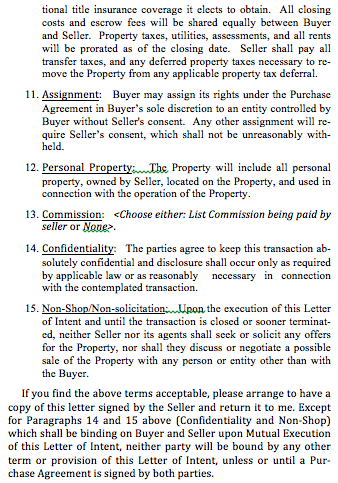 tional title insurance coverage it elects to obtain. All closing
costs and escrow fees will be shared equally between Buyer
and Seller. Property taxes, utilities, assessments, and all rents
will be prorated as of the closing date. Seller shall pay all
transfer taxes, and any deferred property taxes necessary to re-
move the Property from any applicable property tax deferral.
11. Assignment: Buyer may assign its rights under the Purchase
Agreement in Buyer's sole discretion to an entity controlled by
Buyer without Seller's consent. Any other assignment will re-
quire Seller's consent, which shall not be unreasonably with-
held.
12. Personal Property: The Property will include all personal
property, owned by Seller, located on the Property, and used in
connection with the operation of the Property.
13. Commission: <Choose either: List Commission being paid by
seller or None>.
14. Confidentiality: The parties agree to keep this transaction ab-
solutely confidential and disclosure shall occur only as required
by applicable law or as reasonably necessary in connection
with the contemplated transaction.
15. Non-Shop/Non-solicitation: Upon the execution of this Letter
of Intent and until the transaction is closed or sooner terminat-
ed, neither Seller nor its agents shall seek or solicit any offers
for the Property, nor shall they discuss or negotiate a possible
sale of the Property with any person or entity other than with
the Buyer.
If you find the above terms acceptable, please arrange to have a
copy of this letter signed by the Seller and return it to me. Except
for Paragraphs 14 and 15 above (Confidentiality and Non-Shop)
which shall be binding on Buyer and Seller upon Mutual Execution
of this Letter of Intent, neither party will be bound by any other
term or provision of this Letter of Intent, unless or until a Pur-
chase Agreement is signed by both parties.